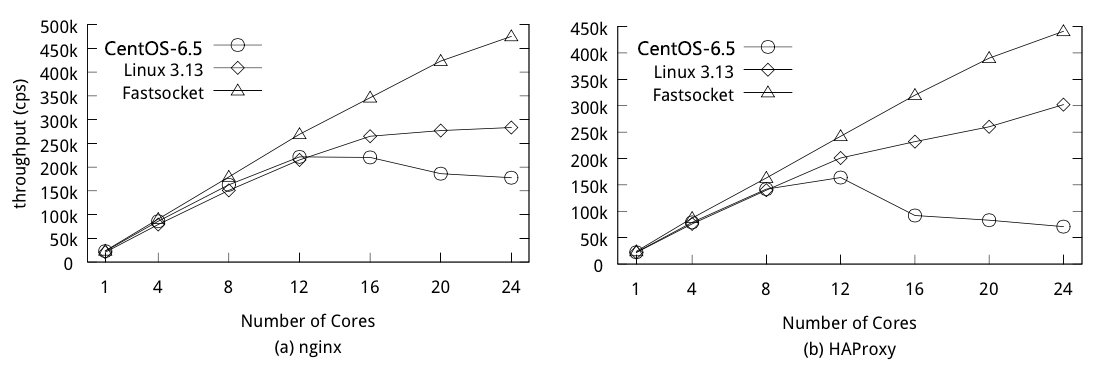 500k
450k
400k
350k
300k
250k
200k
150k
100k
50k
0
throughput (cps)
CentOS-6.5
Linux 3.13
Fastsocket
1 4 8 12 16 20 24
Number of Cores
(a) nginx
450k
400k
350k
300k
250k
200k
150k
100k
50k
0
CentOS-6.5
Linux 3.13
Fastsocket
1 4 8 12 16 20 24
Number of Cores
(b) HAProxy